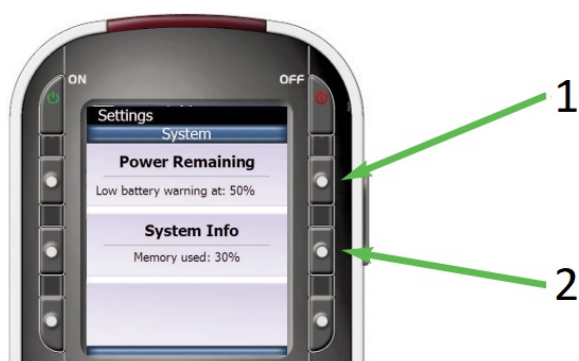 ON
OFF
Settings
System
Power Remaining
Low battery warning at: 50%
System Info
Memory used: 30%
1
2